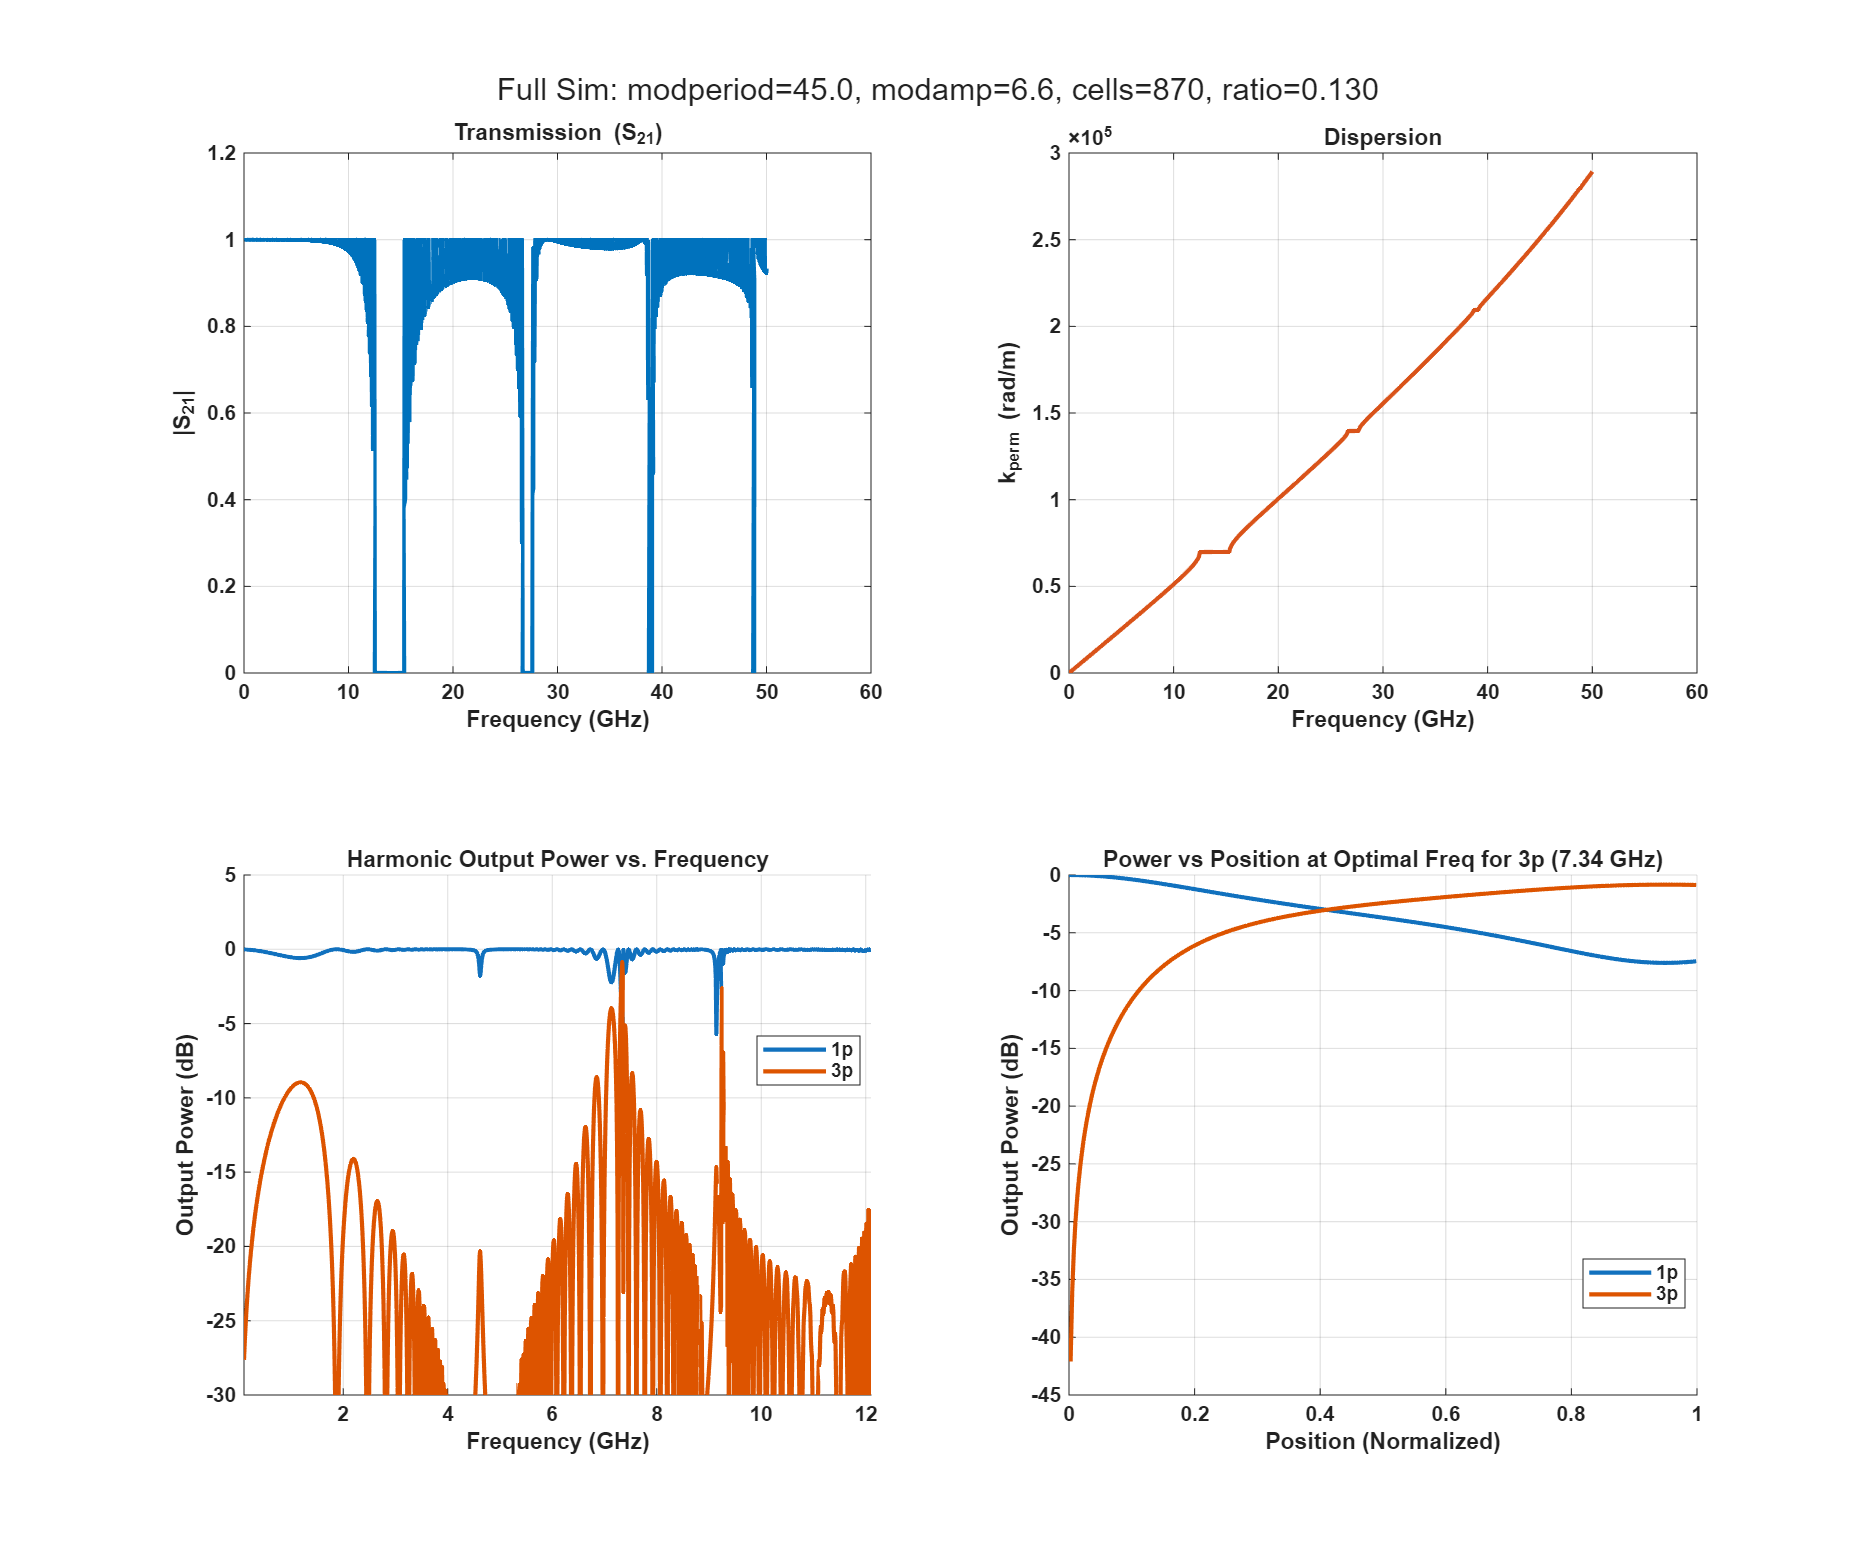 Full Sim: modperiod=45.0, modamp=6.6, cells=870, ratio=0.130
Transmission (S21)
1.2
1
0.8
0.6
0.4
0.2
0
|S21|
0 10 20 30 40 50 60
Frequency (GHz)
×10^5
Dispersion
3
2.5
2
1.5
1
0.5
0
kperm (rad/m)
0 10 20 30 40 50 60
Frequency (GHz)
Harmonic Output Power vs. Frequency
5
0
-5
-10
-15
-20
-25
-30
Output Power (dB)
1p
3p
2 4 6 8 10 12
Frequency (GHz)
Power vs Position at Optimal Freq for 3p (7.34 GHz)
0
-5
-10
-15
-20
-25
-30
-35
-40
-45
Output Power (dB)
1p
3p
0 0.2 0.4 0.6 0.8 1
Position (Normalized)